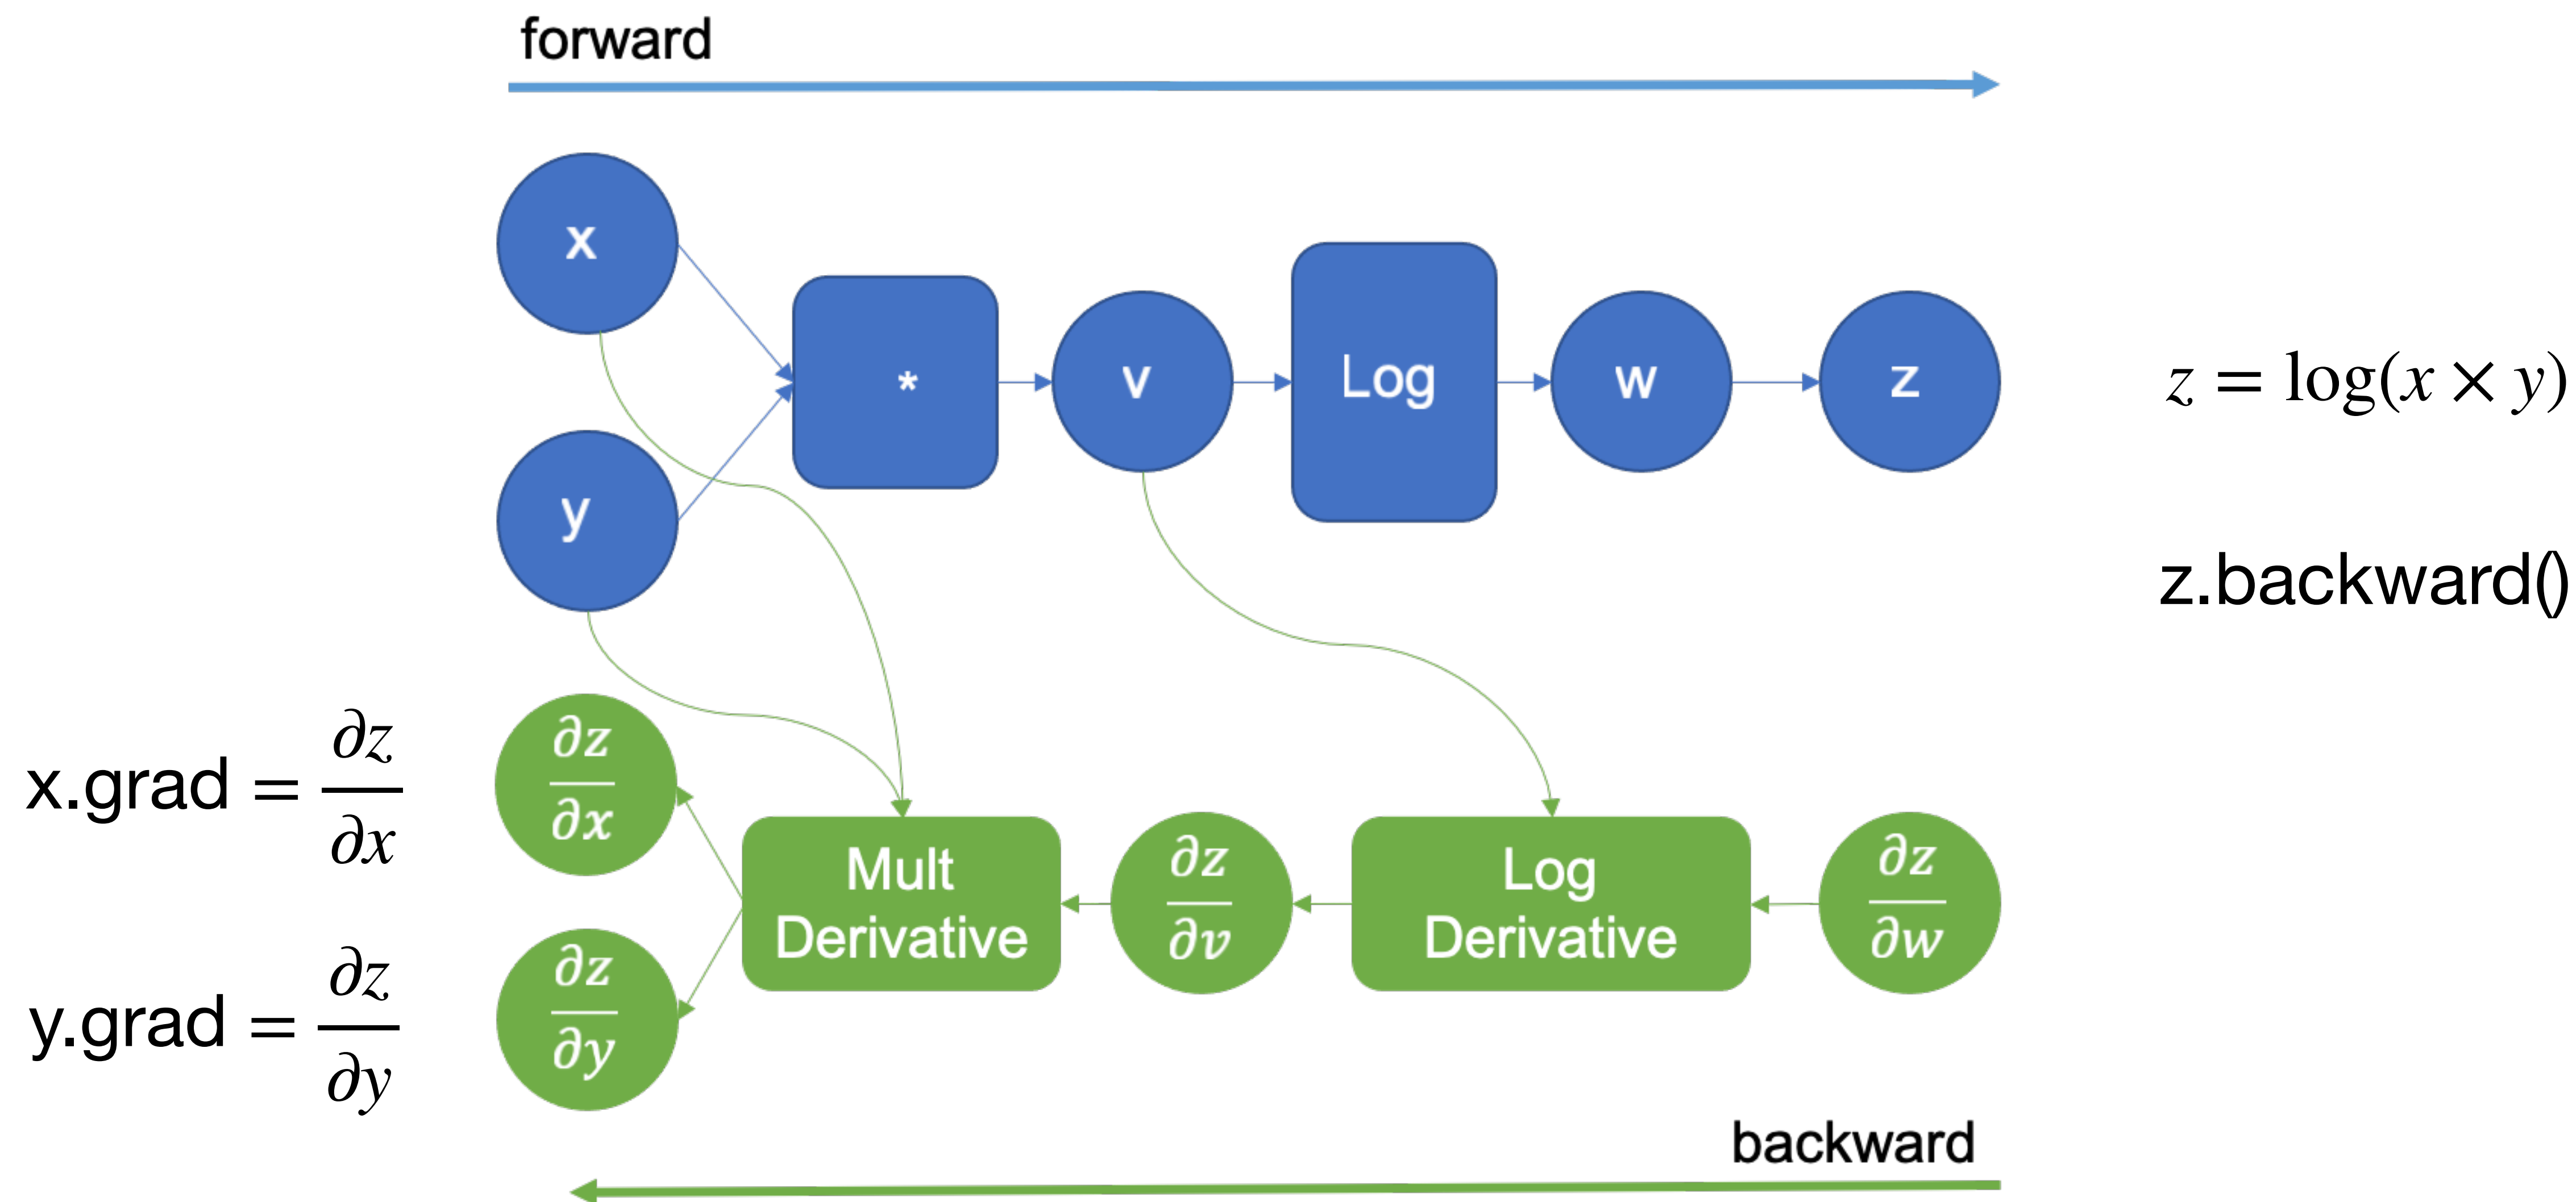 forward
x
*
v
Log
w
z
z = log(x × y)
y
z.backward()
x.grad = ∂z/∂x
∂z/∂x
Mult
Derivative
∂z/∂v
Log
Derivative
∂z/∂w
y.grad = ∂z/∂y
∂z/∂y
backward